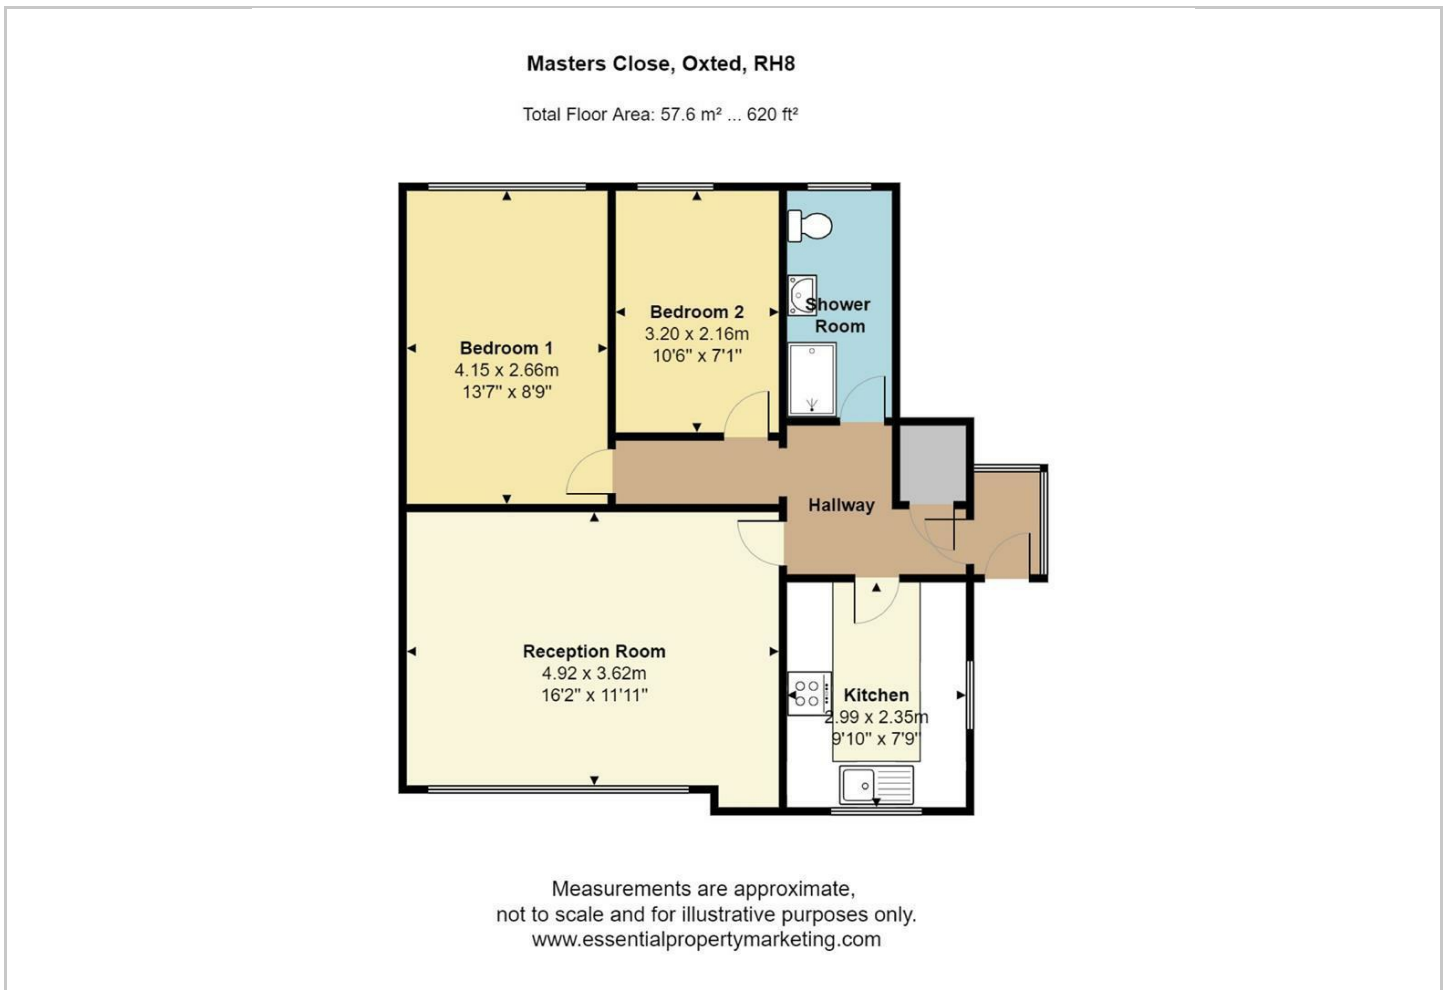 Masters Close, Oxted, RH8
Total Floor Area: 57.6 m² ... 620 ft²
Bedroom 1
4.15 x 2.66m
13'7" x 8'9"
Bedroom 2
3.20 x 2.16m
10'6" x 7'1"
Shower
Room
Hallway
Reception Room
4.92 x 3.62m
16'2" x 11'11"
Kitchen
2.99 x 2.35m
9'10" x 7'9"
Measurements are approximate,
not to scale and for illustrative purposes only.
www.essentialpropertymarketing.com